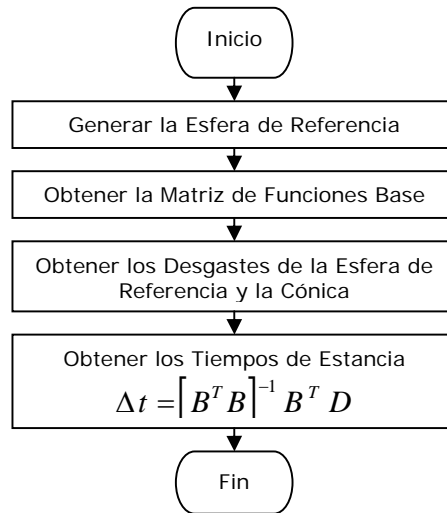 Inicio
Generar la Esfera de Referencia
Obtener la Matriz de Funciones Base
Obtener los Desgastes de la Esfera de
Referencia y la Cónica
Obtener los Tiempos de Estancia
Δt = [B^T B]^{-1} B^T D
Fin